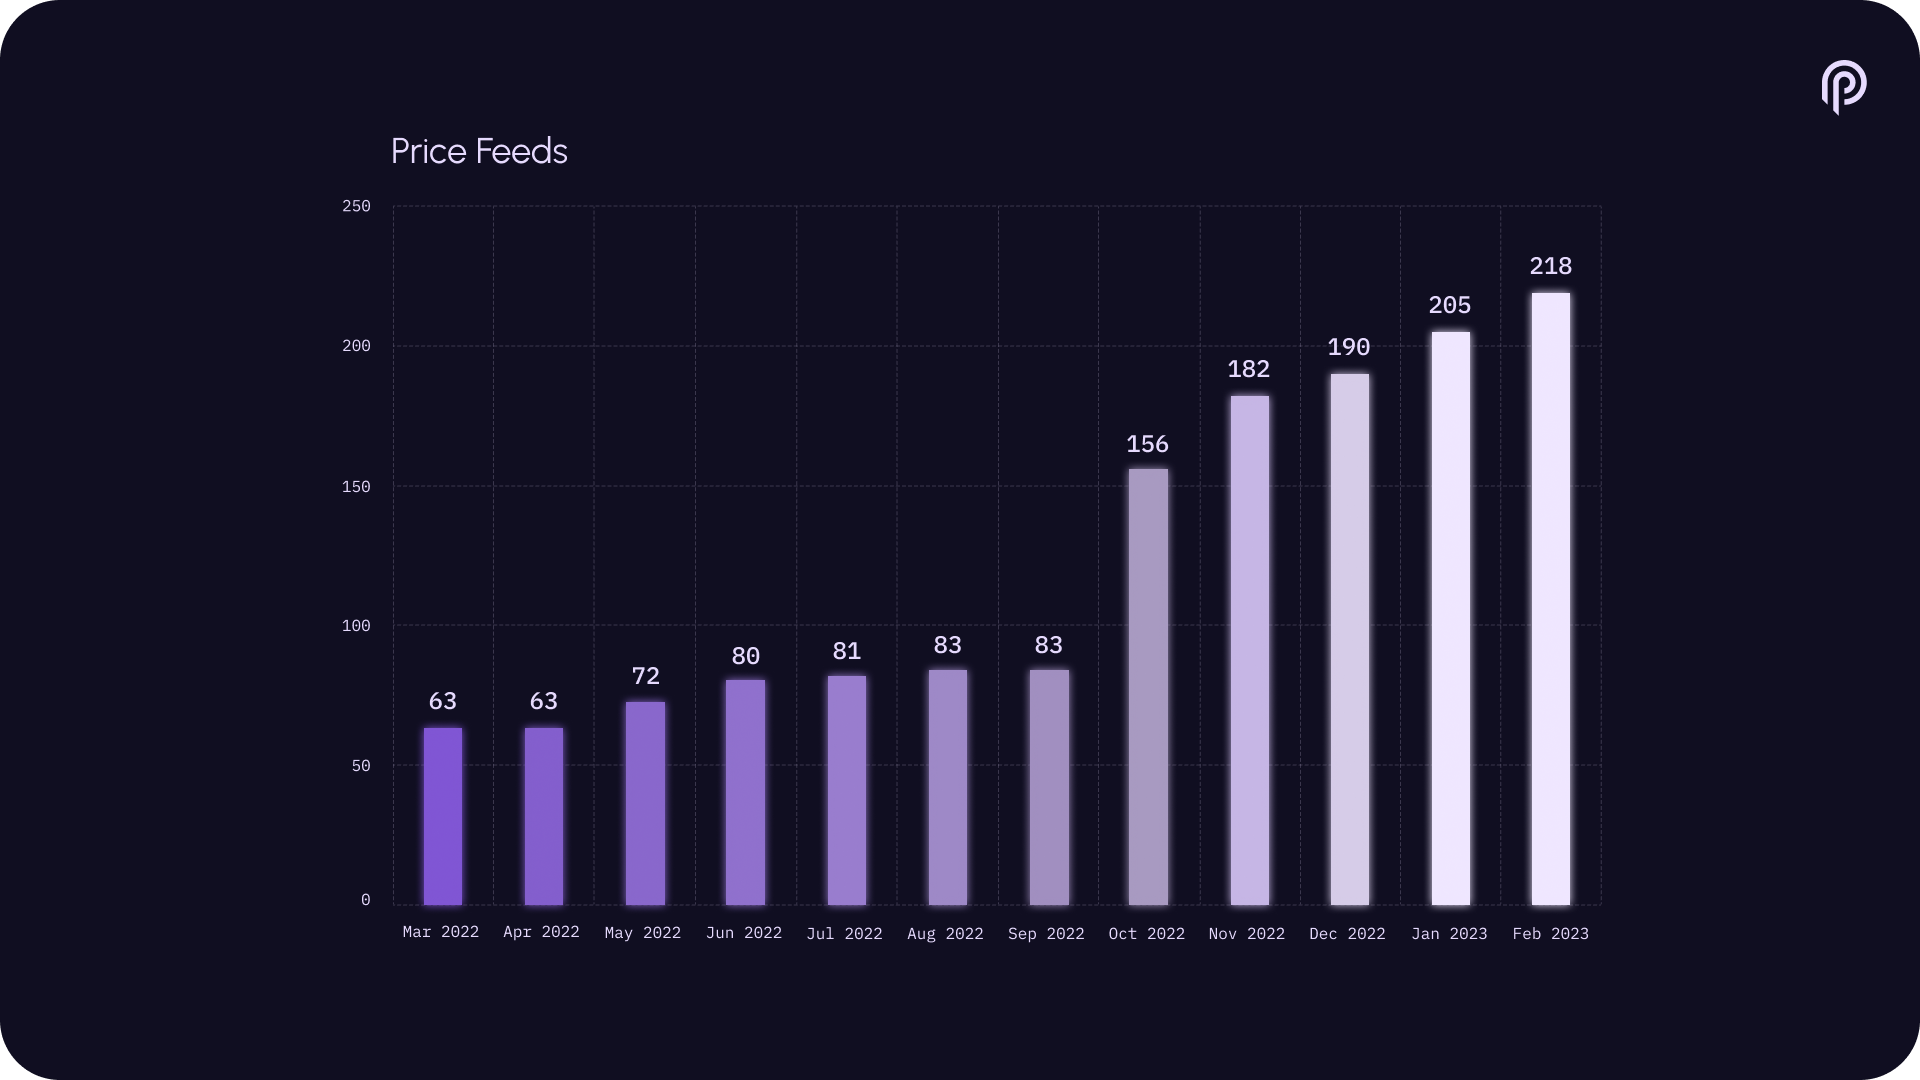 Price Feeds
250
200
150
100
50
0
63
63
72
80
81
83
83
156
182
190
205
218
Mar 2022
Apr 2022
May 2022
Jun 2022
Jul 2022
Aug 2022
Sep 2022
Oct 2022
Nov 2022
Dec 2022
Jan 2023
Feb 2023